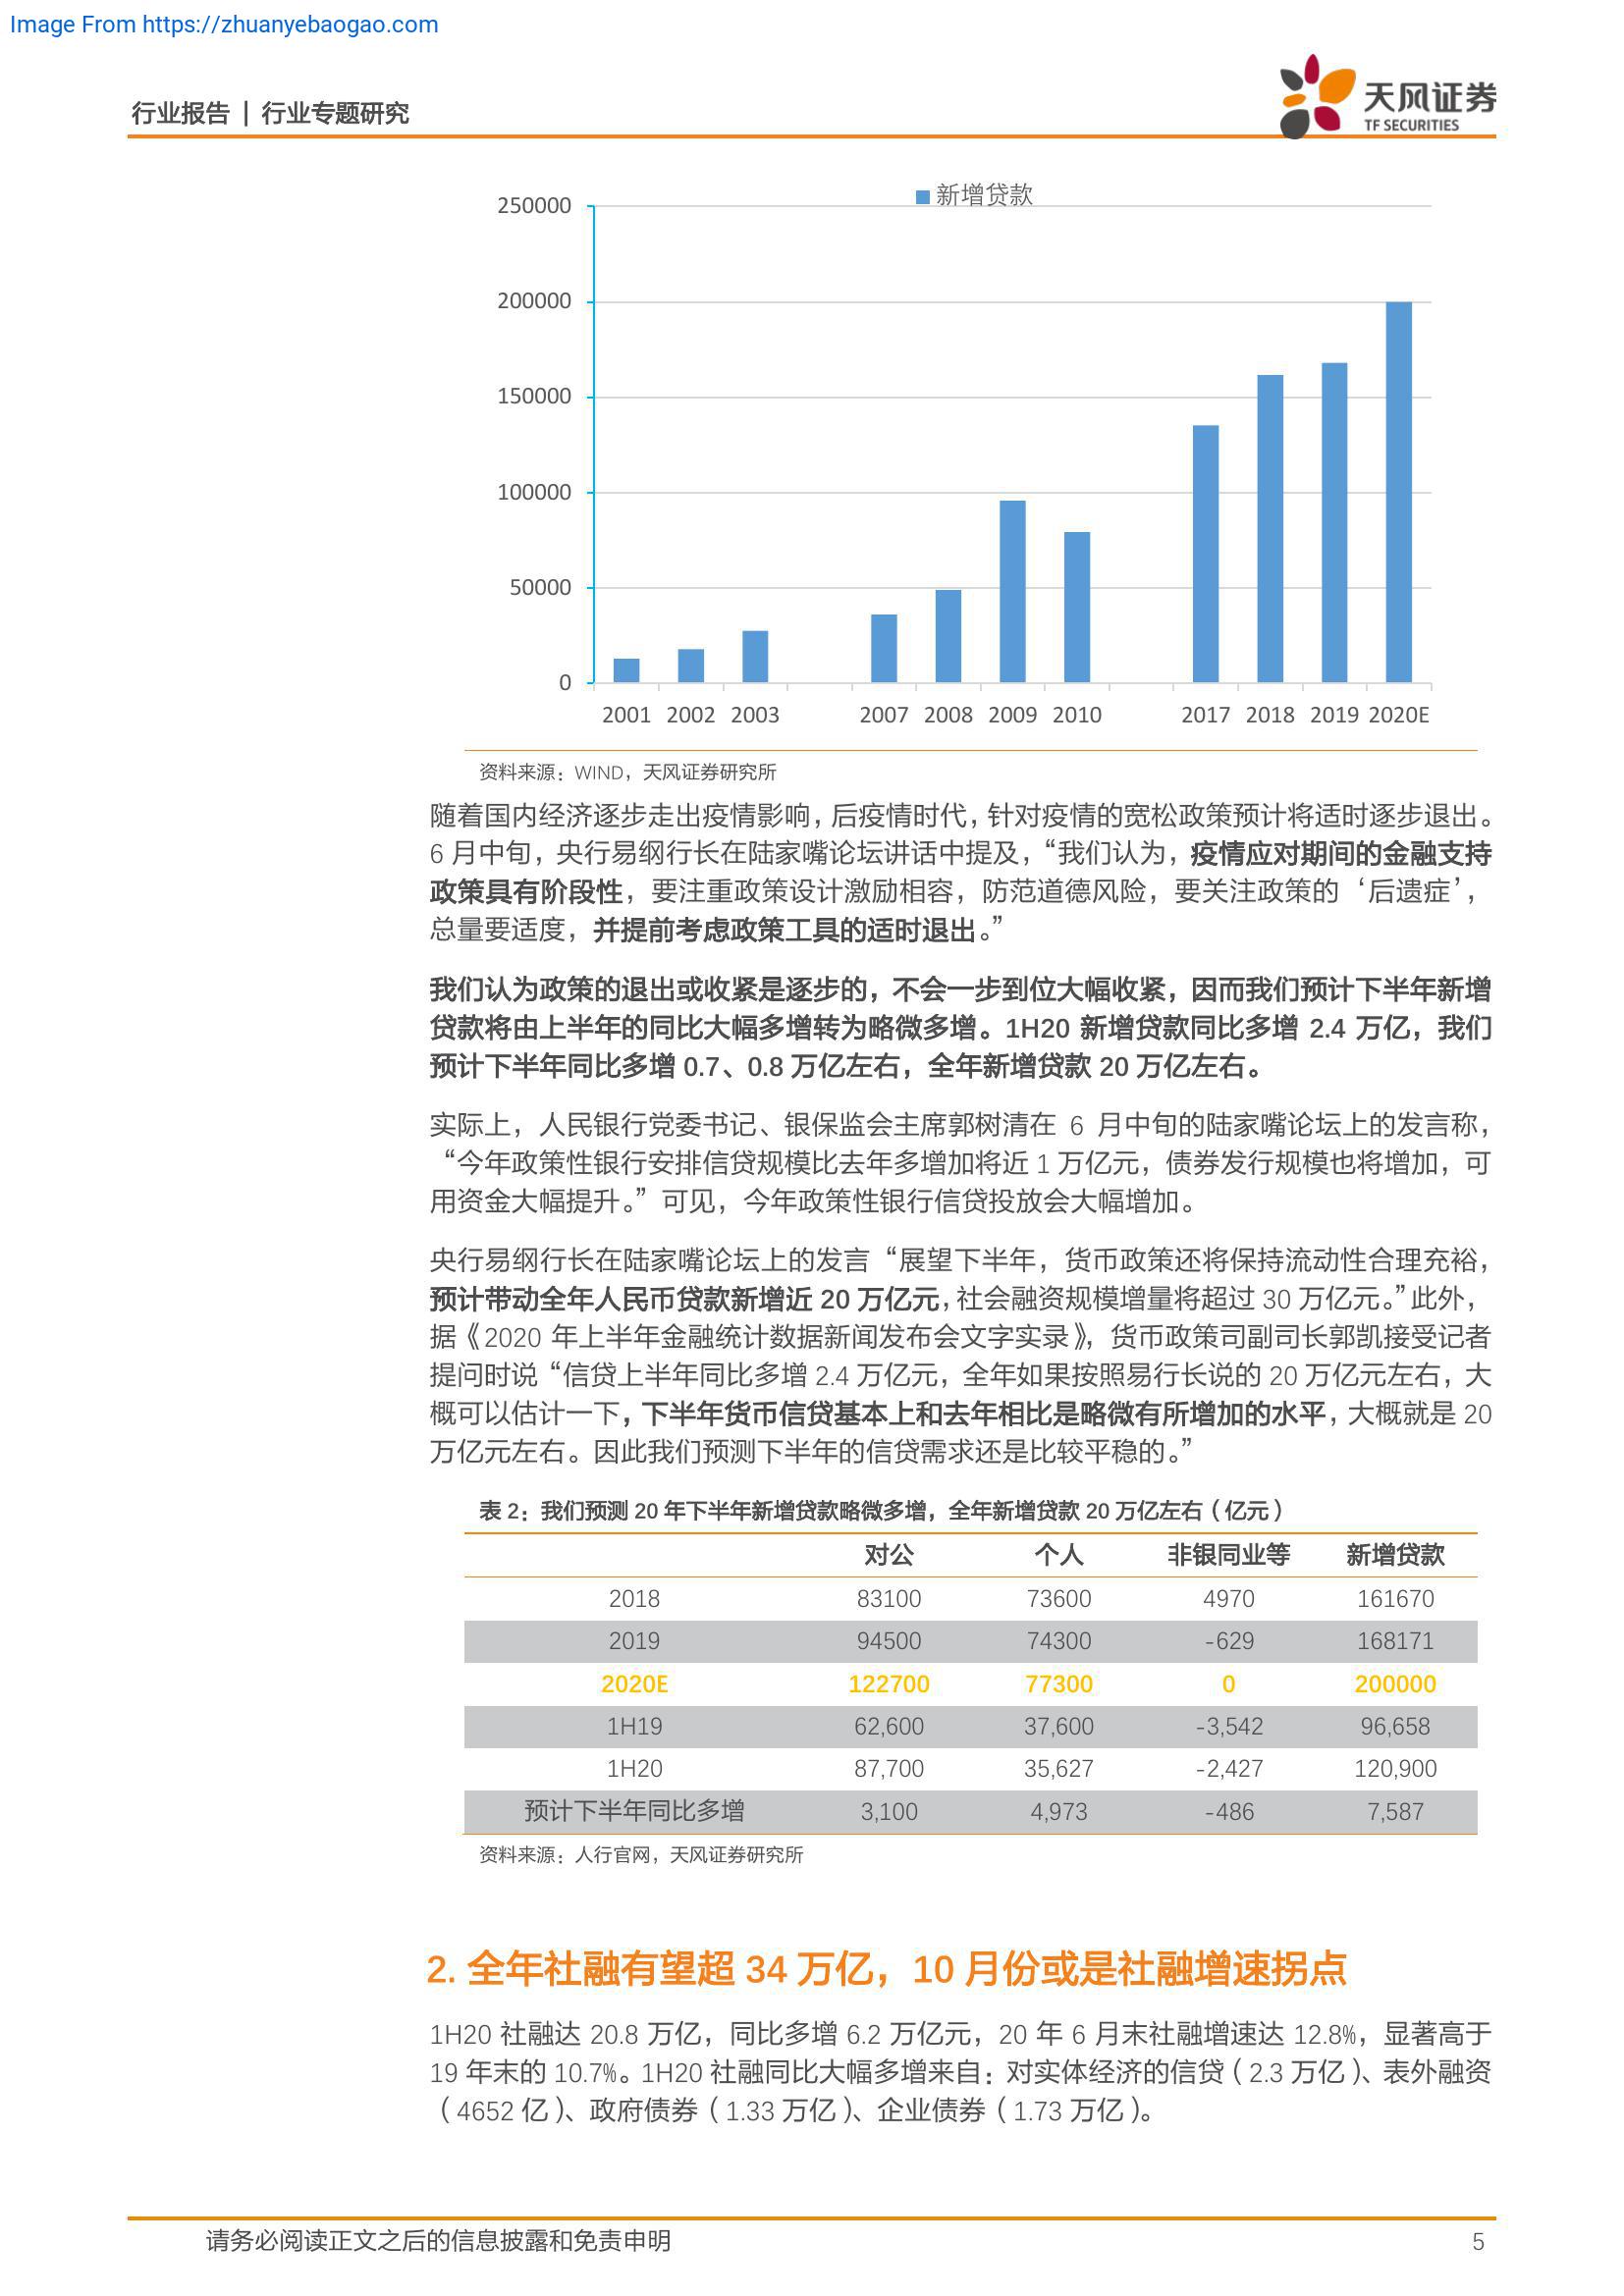 Image From https://zhuanyebaogao.com
行业报告 | 行业专题研究
天风证券
TF SECURITIES
新增贷款
250000
200000
150000
100000
50000
0
2001 2002 2003 2007 2008 2009 2010 2017 2018 2019 2020E
资料来源：WIND，天风证券研究所
随着国内经济逐步走出疫情影响，后疫情时代，针对疫情的宽松政策预计将适时逐步退出。
6 月中旬，央行易纲行长在陆家嘴论坛讲话中提及，“我们认为，疫情应对期间的金融支持
政策具有阶段性，要注重政策设计激励相容，防范道德风险，要关注政策的‘后遗症’，
总量要适度，并提前考虑政策工具的适时退出。”
我们认为政策的退出或收紧是逐步的，不会一步到位大幅收紧，因而我们预计下半年新增
贷款将由上半年的同比大幅多增转为略微多增。1H20 新增贷款同比多增 2.4 万亿，我们
预计下半年同比多增 0.7、0.8 万亿左右，全年新增贷款 20 万亿左右。
实际上，人民银行党委书记、银保监会主席郭树清在 6 月中旬的陆家嘴论坛上的发言称，
“今年政策性银行安排信贷规模比去年多增加将近 1 万亿元，债券发行规模也将增加，可
用资金大幅提升。”可见，今年政策性银行信贷投放会大幅增加。
央行易纲行长在陆家嘴论坛上的发言“展望下半年，货币政策还将保持流动性合理充裕，
预计带动全年人民币贷款新增近 20 万亿元，社会融资规模增量将超过 30 万亿元。”此外，
据《2020 年上半年金融统计数据新闻发布会文字实录》，货币政策司副司长郭凯接受记者
提问时说“信贷上半年同比多增 2.4 万亿元，全年如果按照易行长说的 20 万亿元左右，大
概可以估计一下，下半年货币信贷基本上和去年相比是略微有所增加的水平，大概就是 20
万亿元左右。因此我们预测下半年的信贷需求还是比较平稳的。”
表 2：我们预测 20 年下半年新增贷款略微多增，全年新增贷款 20 万亿左右（亿元）
对公 个人 非银同业等 新增贷款
2018 83100 73600 4970 161670
2019 94500 74300 -629 168171
2020E 122700 77300 0 200000
1H19 62,600 37,600 -3,542 96,658
1H20 87,700 35,627 -2,427 120,900
预计下半年同比多增 3,100 4,973 -486 7,587
资料来源：人行官网，天风证券研究所
2. 全年社融有望超 34 万亿，10 月份或是社融增速拐点
1H20 社融达 20.8 万亿，同比多增 6.2 万亿元，20 年 6 月末社融增速达 12.8%，显著高于
19 年末的 10.7%。1H20 社融同比大幅多增来自：对实体经济的信贷（2.3 万亿）、表外融资
（4652 亿）、政府债券（1.33 万亿）、企业债券（1.73 万亿）。
请务必阅读正文之后的信息披露和免责申明 5